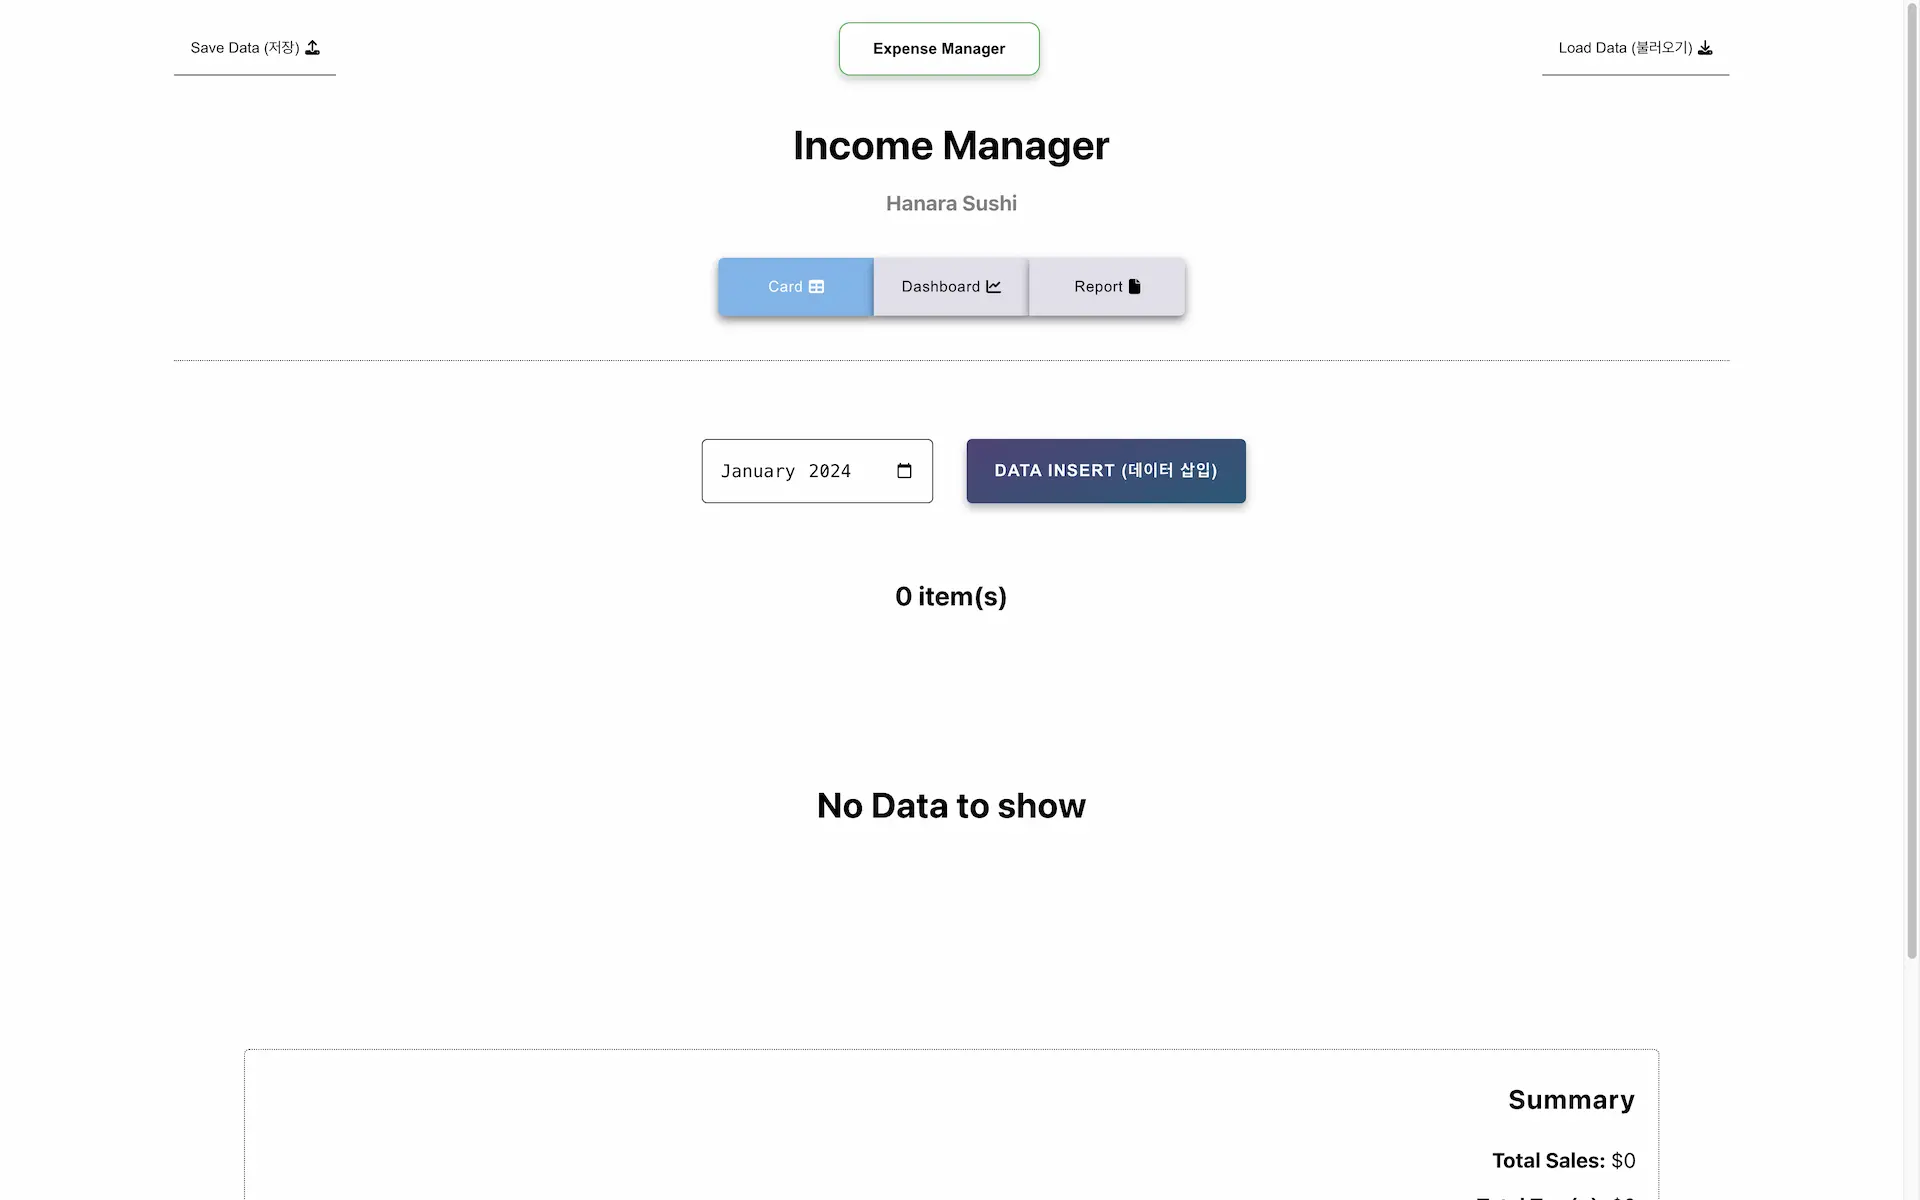 Save Data (저장)
Expense Manager
Load Data (불러오기)
Income Manager
Hanara Sushi
Card
Dashboard
Report
January 2024
DATA INSERT (데이터 삽입)
0 item(s)
No Data to show
Summary
Total Sales: $0